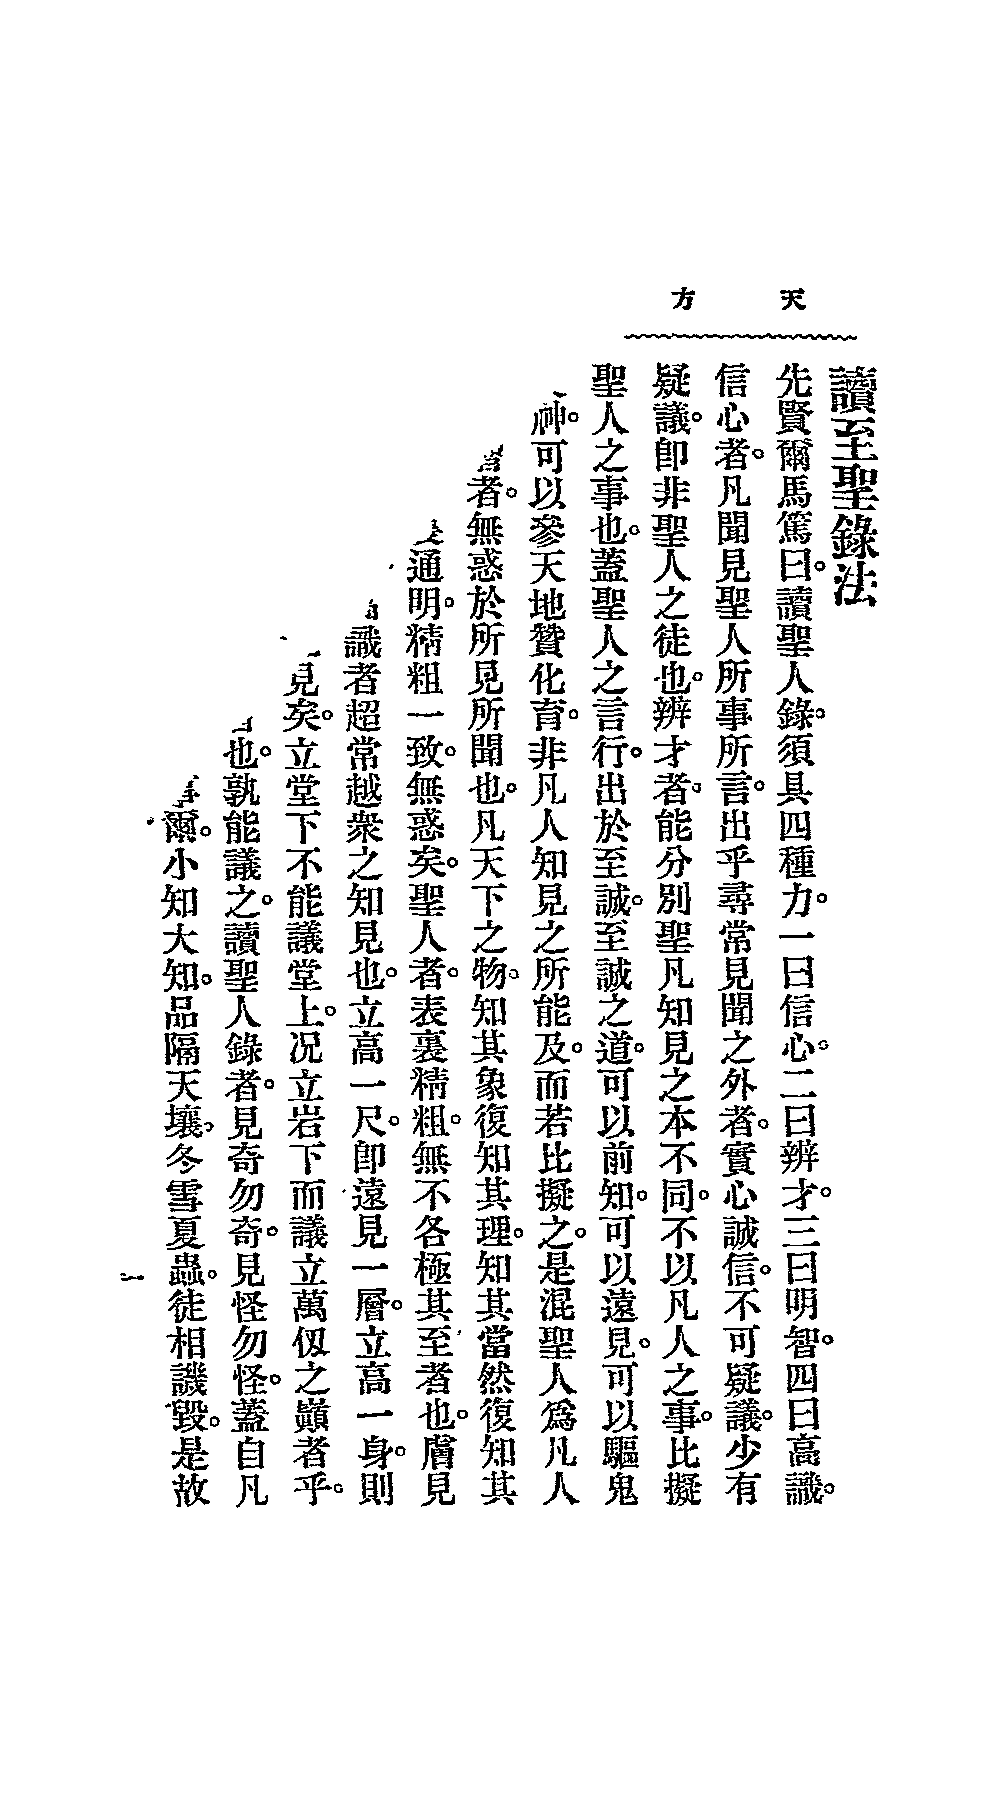 天方
讀至聖錄法
先賢爾馬篤曰。讀聖人錄。須具四種力。一曰信心。二曰辨才。三曰明智。四曰高識。
信心者。凡聞見聖人所事所言。出乎尋常見聞之外者。實心誠信。不可疑議。少有
疑議。卽非聖人之徒也。辨才者。能分別聖凡知見之本不同。不以凡人之事。比擬
聖人之事也。蓋聖人之言行。出於至誠。至誠之道。可以前知。可以遠見。可以驅鬼
神。可以參天地贊化育。非凡人知見之所能及。而若比擬之。是混聖人爲凡人
者。無惑於所見所聞也。凡天下之物。知其象復知其理。知其當然復知其
通明。精粗一致。無惑矣。聖人者。表裏精粗。無不各極其至者也。膚見
識者超常越衆之知見也。立高一尺。卽遠見一層。立高一身。則
見矣。立堂下不能議堂上。况立岩下而議立萬仭之巔者乎。
也。孰能議之。讀聖人錄者。見奇勿奇。見怪勿怪。蓋自凡
爾。小知大知。品隔天壤。冬雪夏蟲。徒相譏毀。是故
一